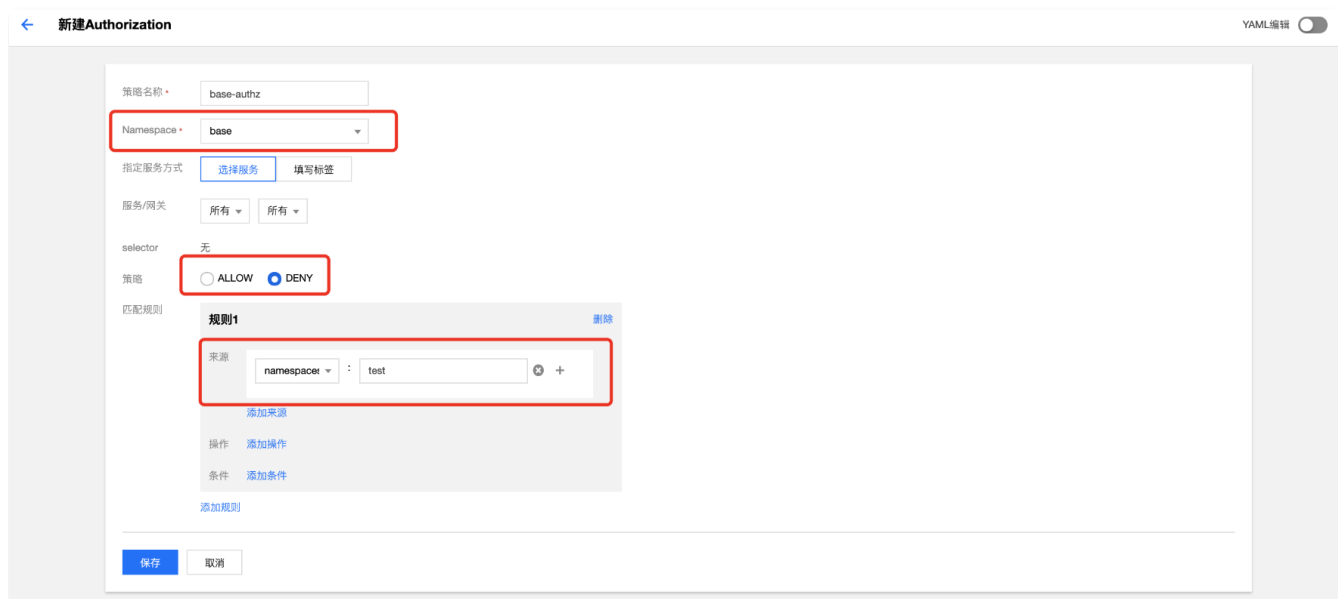 新建Authorization
YAML编辑
策略名称 *
base-authz
Namespace *
base
指定服务方式
选择服务
填写标签
服务/网关
所有
所有
selector
无
策略
ALLOW
DENY
匹配规则
规则1
删除
来源
namespaces
:
test
添加来源
操作
添加操作
条件
添加条件
添加规则
保存
取消